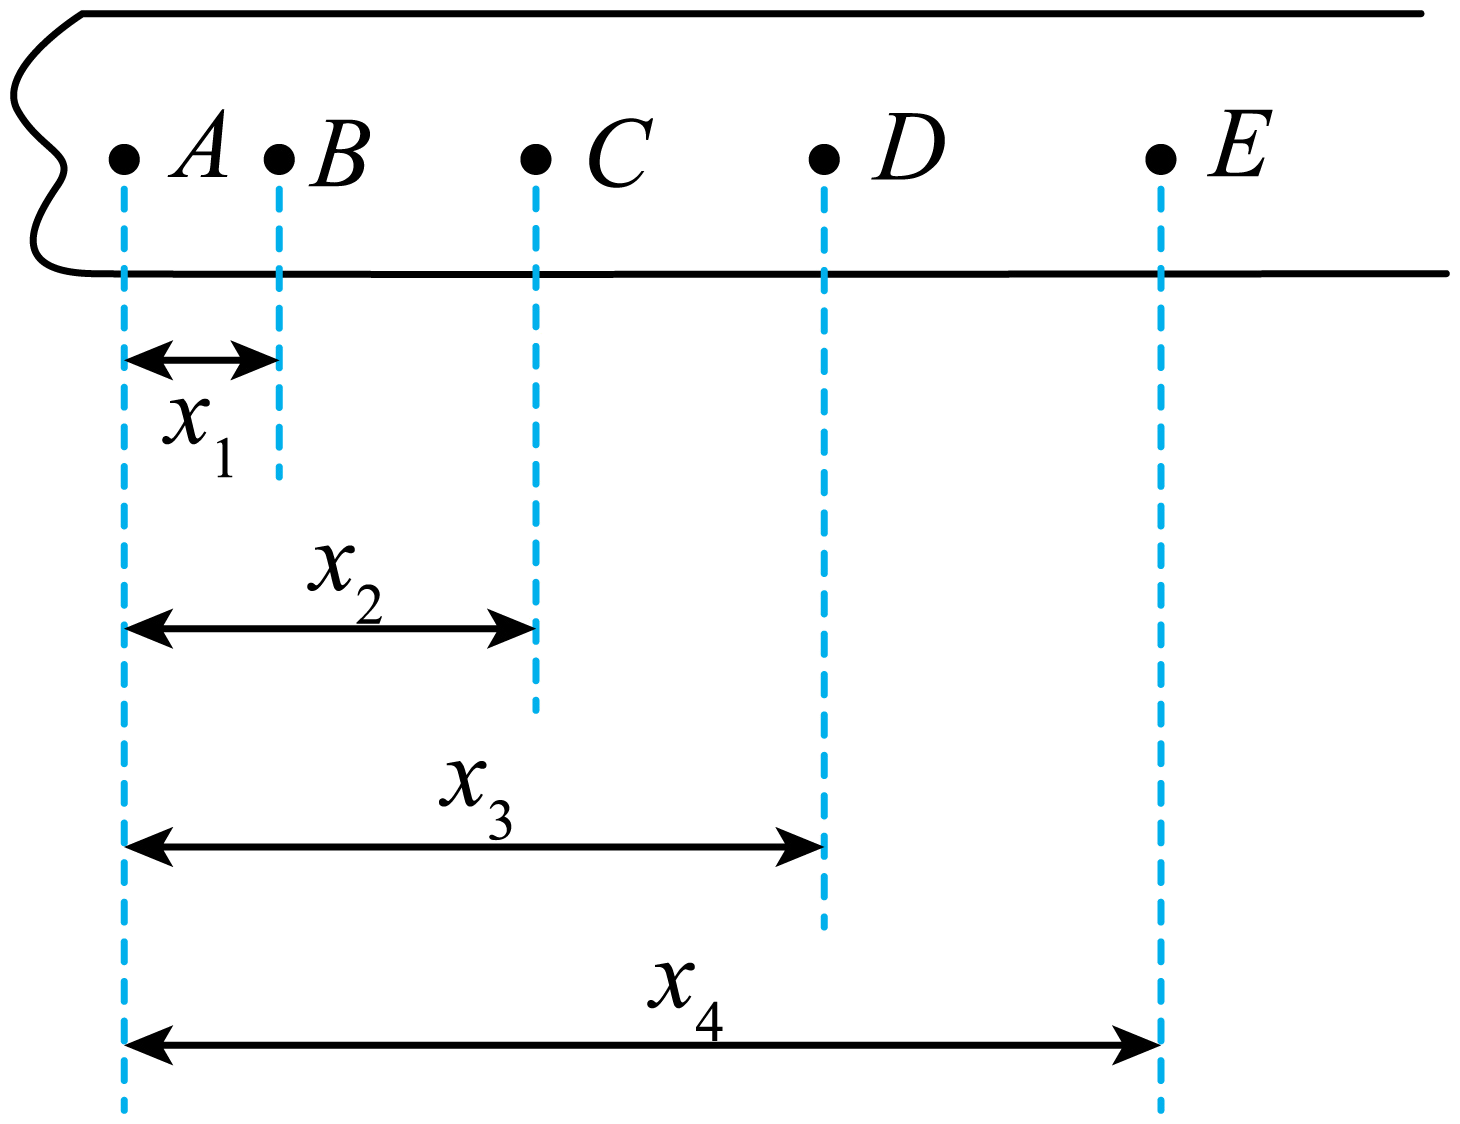 A B C D E
x₁
x₂
x₃
x₄